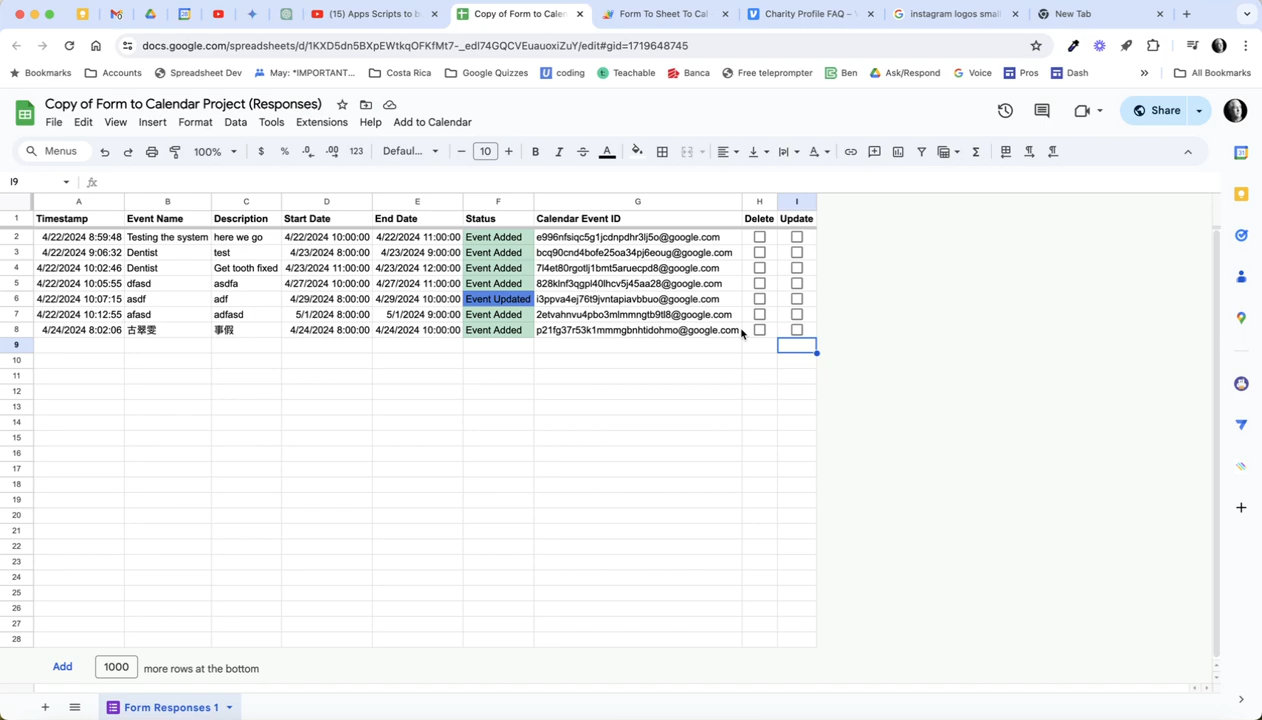 (15) Apps Scripts to b
Copy of Form to Calen
Form To Sheet To Cal
Charity Profile FAQ –
instagram logos small
New Tab
docs.google.com/spreadsheets/d/1KXD5dn5BXpEWtkqOFKfMt7-_edl74GQCVEuauoxiZuY/edit#gid=1719648745
Bookmarks Accounts Spreadsheet Dev May: *IMPORTANT... Costa Rica Google Quizzes coding Teachable Banca Free teleprompter Ben Ask/Respond Voice Pros Dash All Bookmarks
Copy of Form to Calendar Project (Responses)
Share
File Edit View Insert Format Data Tools Extensions Help Add to Calendar
Menus 100% $ % .0 .00 123 Defaul... − 10 + B I S A
I9 fx
A B C D E F G H I
1 Timestamp Event Name Description Start Date End Date Status Calendar Event ID Delete Update
2 4/22/2024 8:59:48 Testing the system here we go 4/22/2024 10:00:00 4/22/2024 11:00:00 Event Added e996nfsiqc5g1jcdnpdhr3lj5o@google.com
3 4/22/2024 9:06:32 Dentist test 4/23/2024 8:00:00 4/23/2024 9:00:00 Event Added bcq90cnd4bofe25oa34pj6eoug@google.com
4 4/22/2024 10:02:46 Dentist Get tooth fixed 4/23/2024 11:00:00 4/23/2024 12:00:00 Event Added 7l4et80rgotlj1bmt5aruecpd8@google.com
5 4/22/2024 10:05:55 dfasd asdfa 4/27/2024 10:00:00 4/27/2024 11:00:00 Event Added 828klnf3qgpl40lhcv5j45aa28@google.com
6 4/22/2024 10:07:15 asdf adf 4/29/2024 8:00:00 4/29/2024 10:00:00 Event Updated i3ppva4ej76t9jvntapiavbbuo@google.com
7 4/22/2024 10:12:55 afasd adfasd 5/1/2024 8:00:00 5/1/2024 9:00:00 Event Added 2etvahnvu4pbo3mlmmngtb9tl8@google.com
8 4/24/2024 8:02:06 古翠雯 事假 4/24/2024 8:00:00 4/24/2024 10:00:00 Event Added p21fg37r53k1mmmgbnhtidohmo@google.com
9
10
11
12
13
14
15
16
17
18
19
20
21
22
23
24
25
26
27
28
Add 1000 more rows at the bottom
Form Responses 1